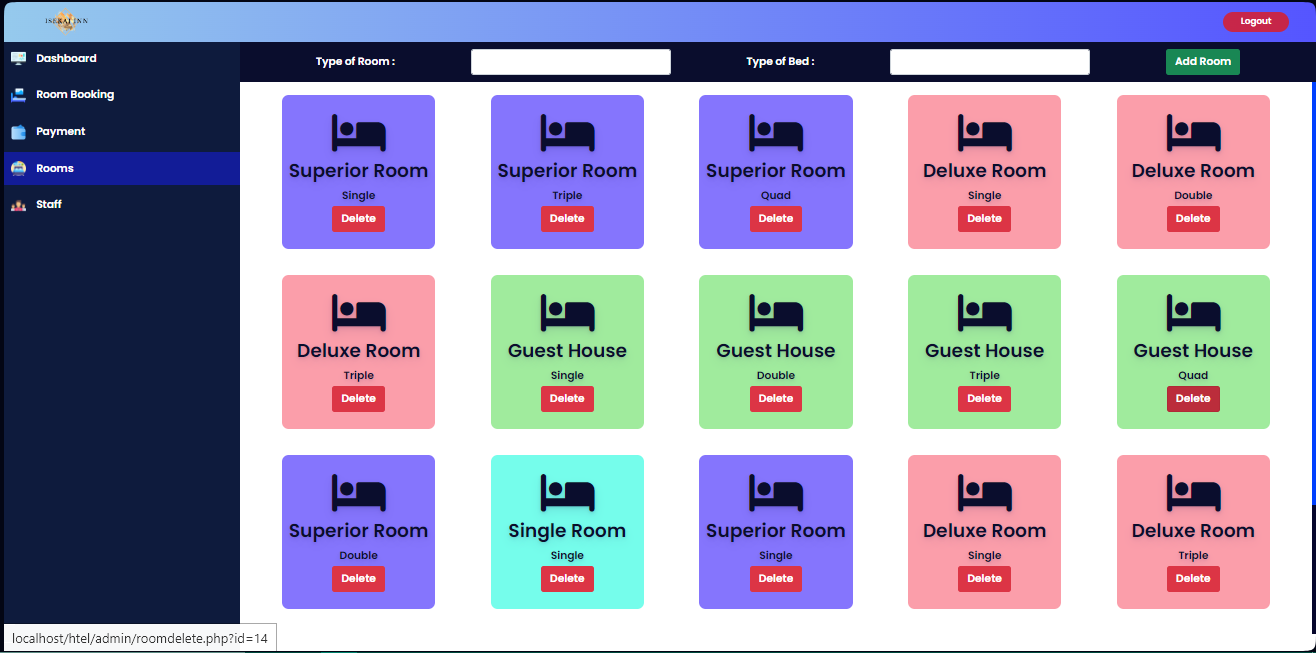 ISERAI INN
Logout
Dashboard
Type of Room :
Type of Bed :
Add Room
Room Booking
Payment
Rooms
Staff
Superior Room
Single
Delete
Superior Room
Triple
Delete
Superior Room
Quad
Delete
Deluxe Room
Single
Delete
Deluxe Room
Double
Delete
Deluxe Room
Triple
Delete
Guest House
Single
Delete
Guest House
Double
Delete
Guest House
Triple
Delete
Guest House
Quad
Delete
Superior Room
Double
Delete
Single Room
Single
Delete
Superior Room
Single
Delete
Deluxe Room
Single
Delete
Deluxe Room
Triple
Delete
localhost/htel/admin/roomdelete.php?id=14